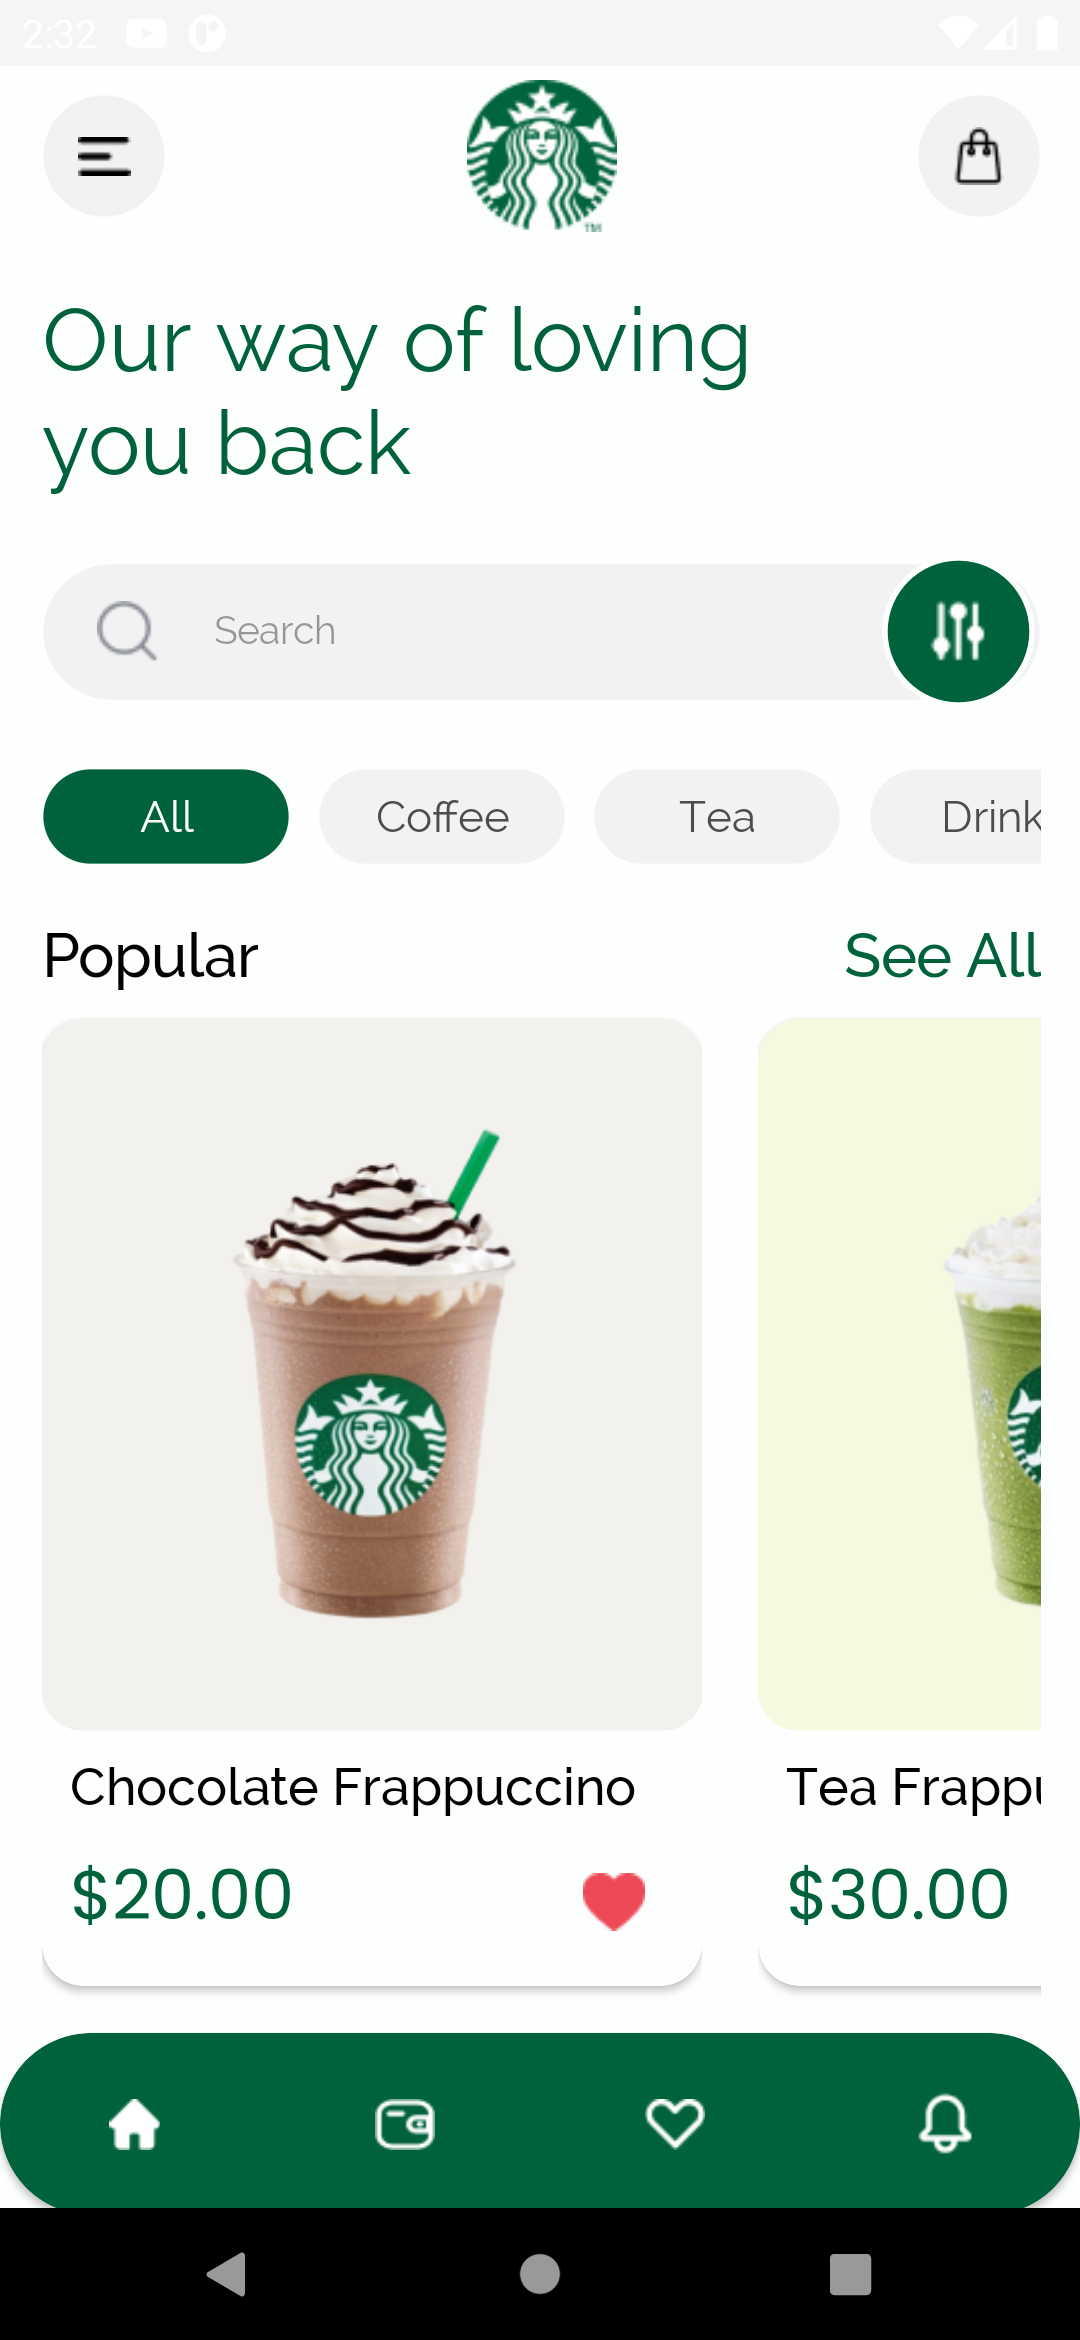 2:32
TM
Our way of loving
you back
Search
All Coffee Tea Drink
Popular See All
Chocolate Frappuccino Tea Frappu
$20.00 $30.00